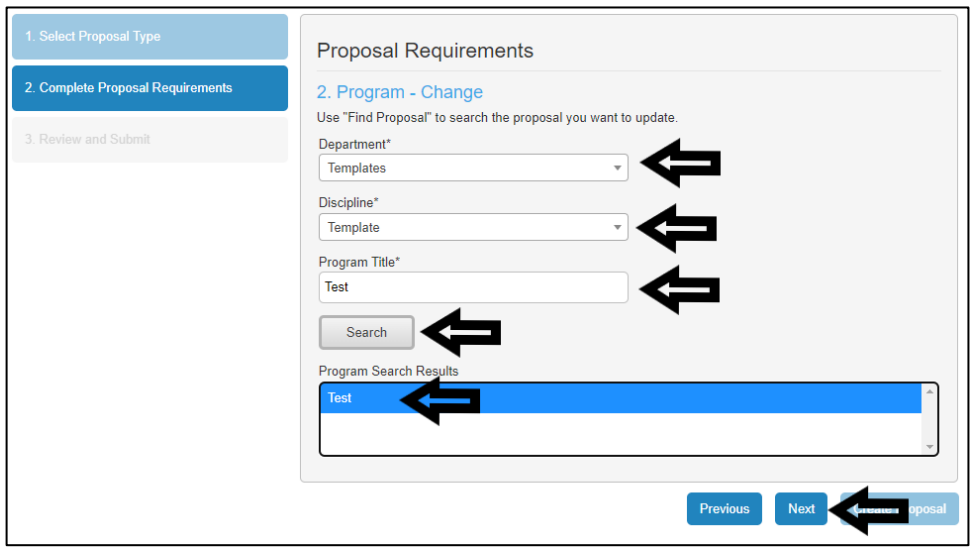 1. Select Proposal Type
2. Complete Proposal Requirements
3. Review and Submit
Proposal Requirements
2. Program - Change
Use "Find Proposal" to search the proposal you want to update.
Department*
Templates
Discipline*
Template
Program Title*
Test
Search
Program Search Results
Test
Previous
Next
Create Proposal